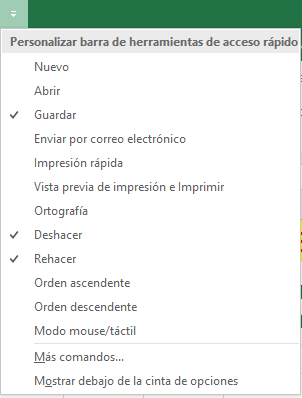 Personalizar barra de herramientas de acceso rápido
Nuevo
Abrir
Guardar
Enviar por correo electrónico
Impresión rápida
Vista previa de impresión e Imprimir
Ortografía
Deshacer
Rehacer
Orden ascendente
Orden descendente
Modo mouse/táctil
Más comandos...
Mostrar debajo de la cinta de opciones